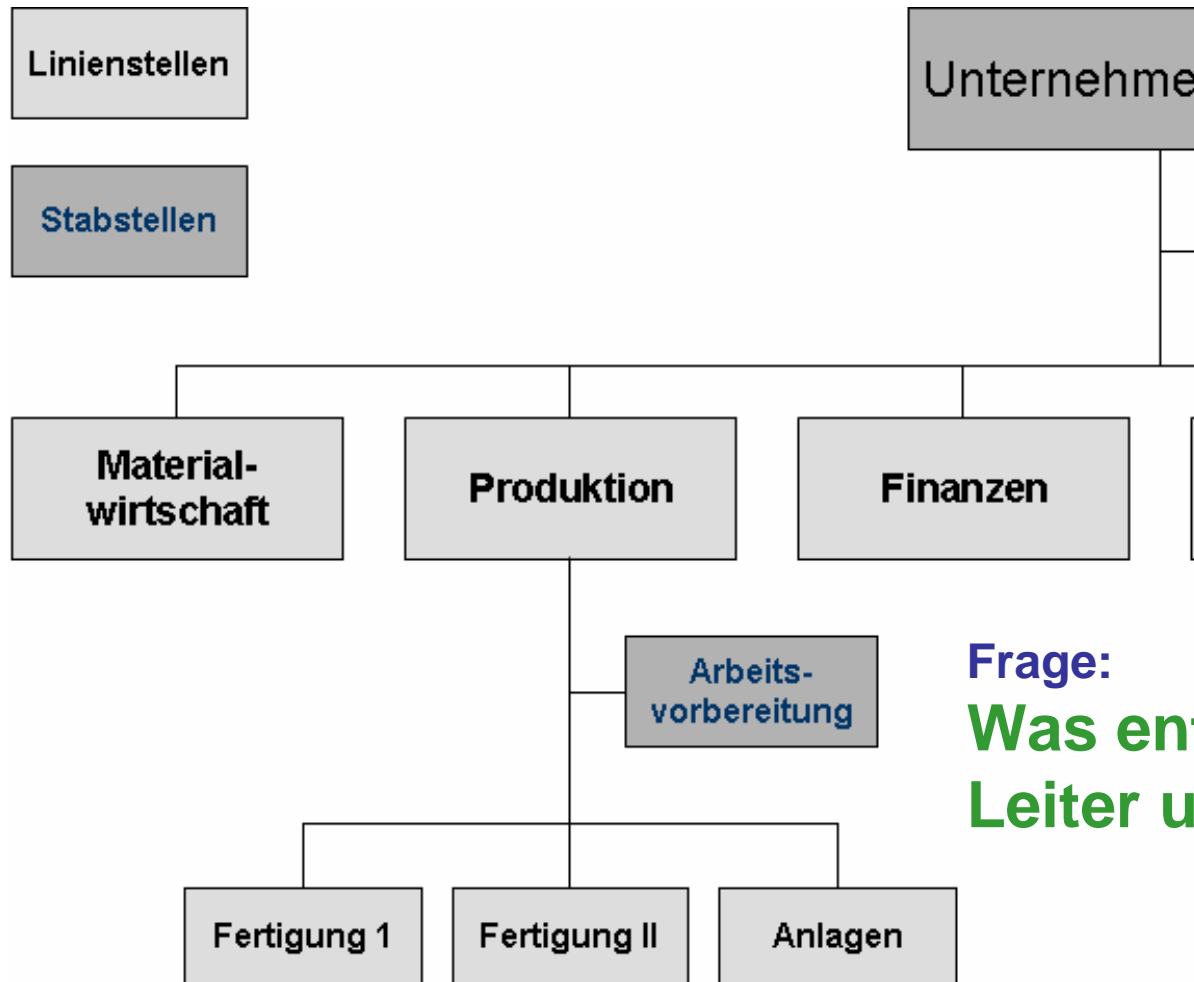 Linienstellen
Unternehme
Stabstellen
Material-
wirtschaft
Produktion
Finanzen
Arbeits-
vorbereitung
Frage:
Was ent
Leiter u
Fertigung 1
Fertigung II
Anlagen